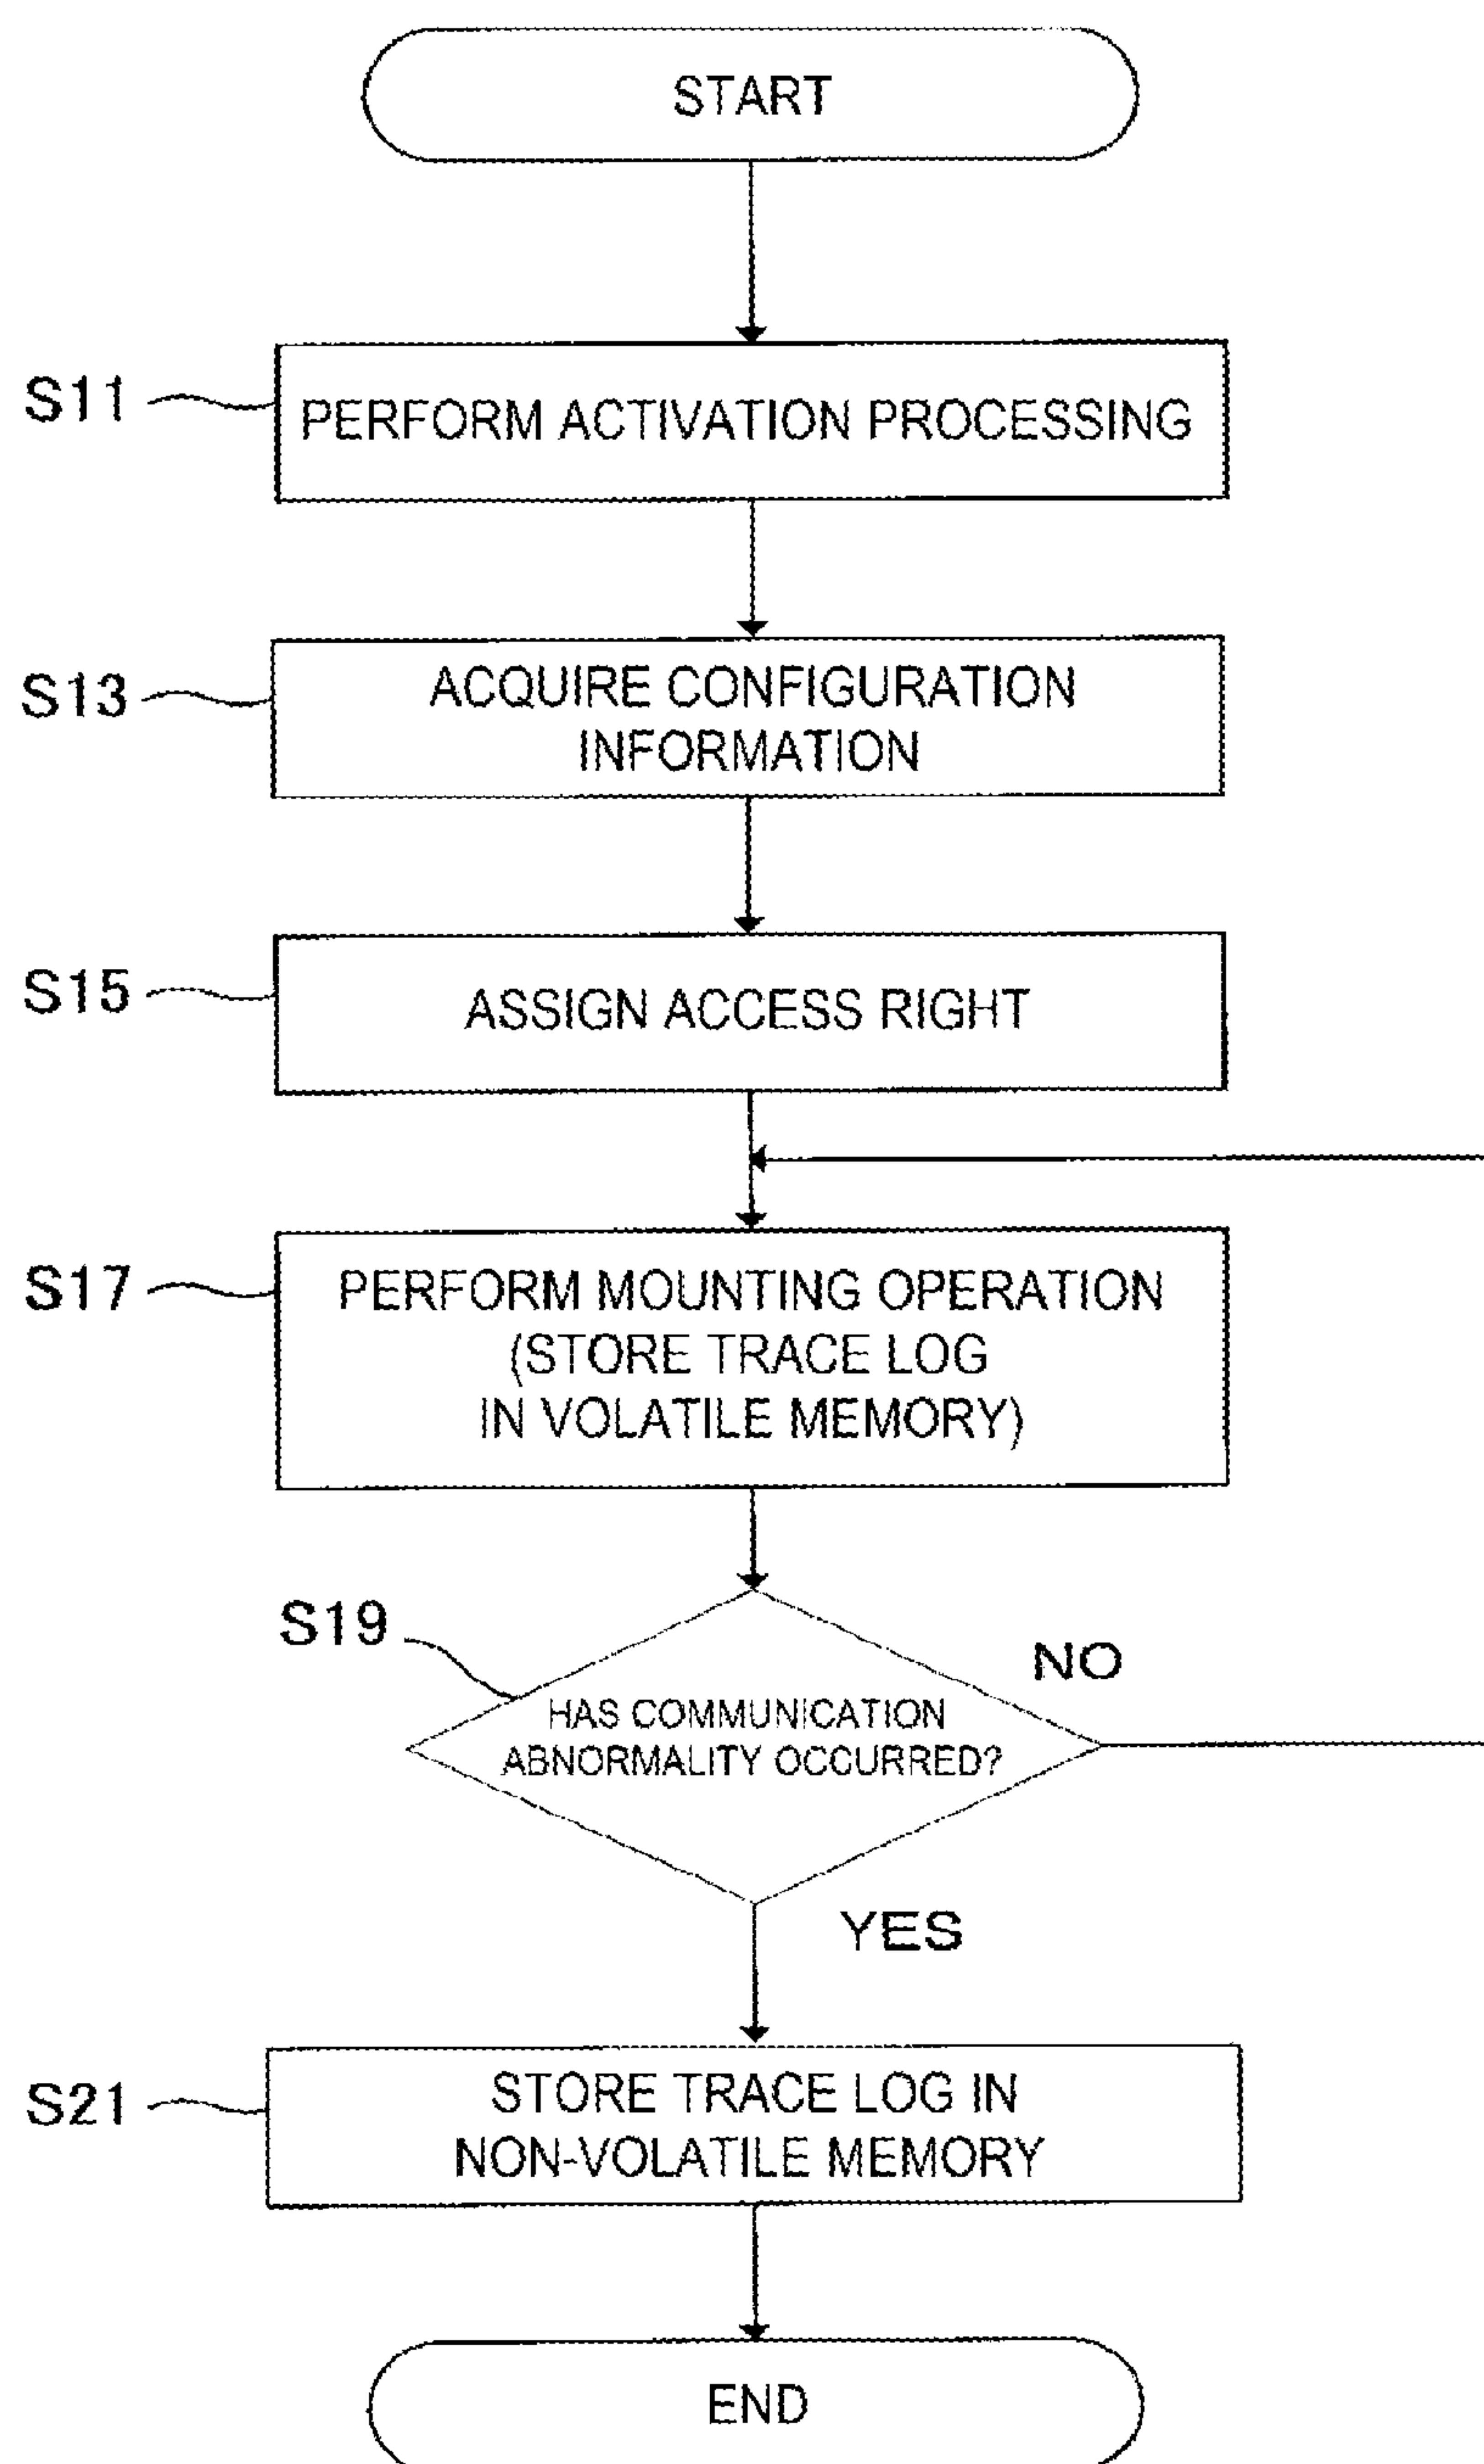 START
S11
PERFORM ACTIVATION PROCESSING
S13
ACQUIRE CONFIGURATION
INFORMATION
S15
ASSIGN ACCESS RIGHT
S17
PERFORM MOUNTING OPERATION
(STORE TRACE LOG
IN VOLATILE MEMORY)
S19
NO
HAS COMMUNICATION
ABNORMALITY OCCURRED?
YES
S21
STORE TRACE LOG IN
NON-VOLATILE MEMORY
END